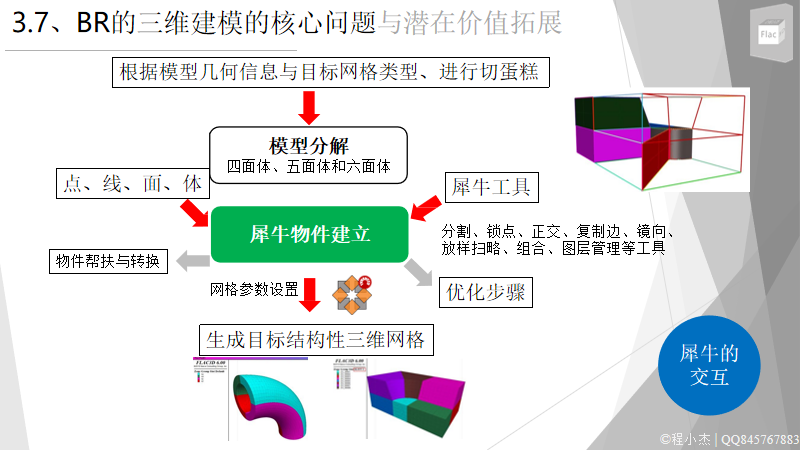 3.7、BR的三维建模的核心问题与潜在价值拓展
Flac
根据模型几何信息与目标网格类型、进行切蛋糕
模型分解
四面体、五面体和六面体
点、线、面、体
犀牛工具
犀牛物件建立
分割、锁点、正交、复制边、镜向、
放样扫略、组合、图层管理等工具
物件帮扶与转换
网格参数设置
优化步骤
生成目标结构性三维网格
FLAC3D 6.00
FLAC3D 6.00
犀牛的
交互
©程小杰 | QQ845767883